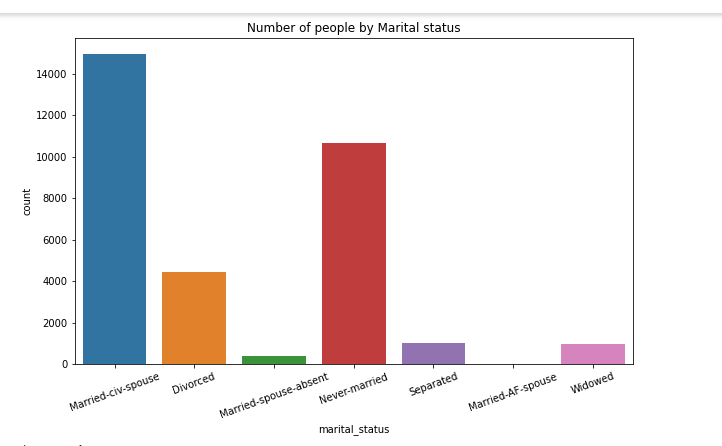 Number of people by Marital status
14000
12000
10000
8000
6000
4000
2000
0
count
Married-civ-spouse
Divorced
Married-spouse-absent
Never-married
Separated
Married-AF-spouse
Widowed
marital_status